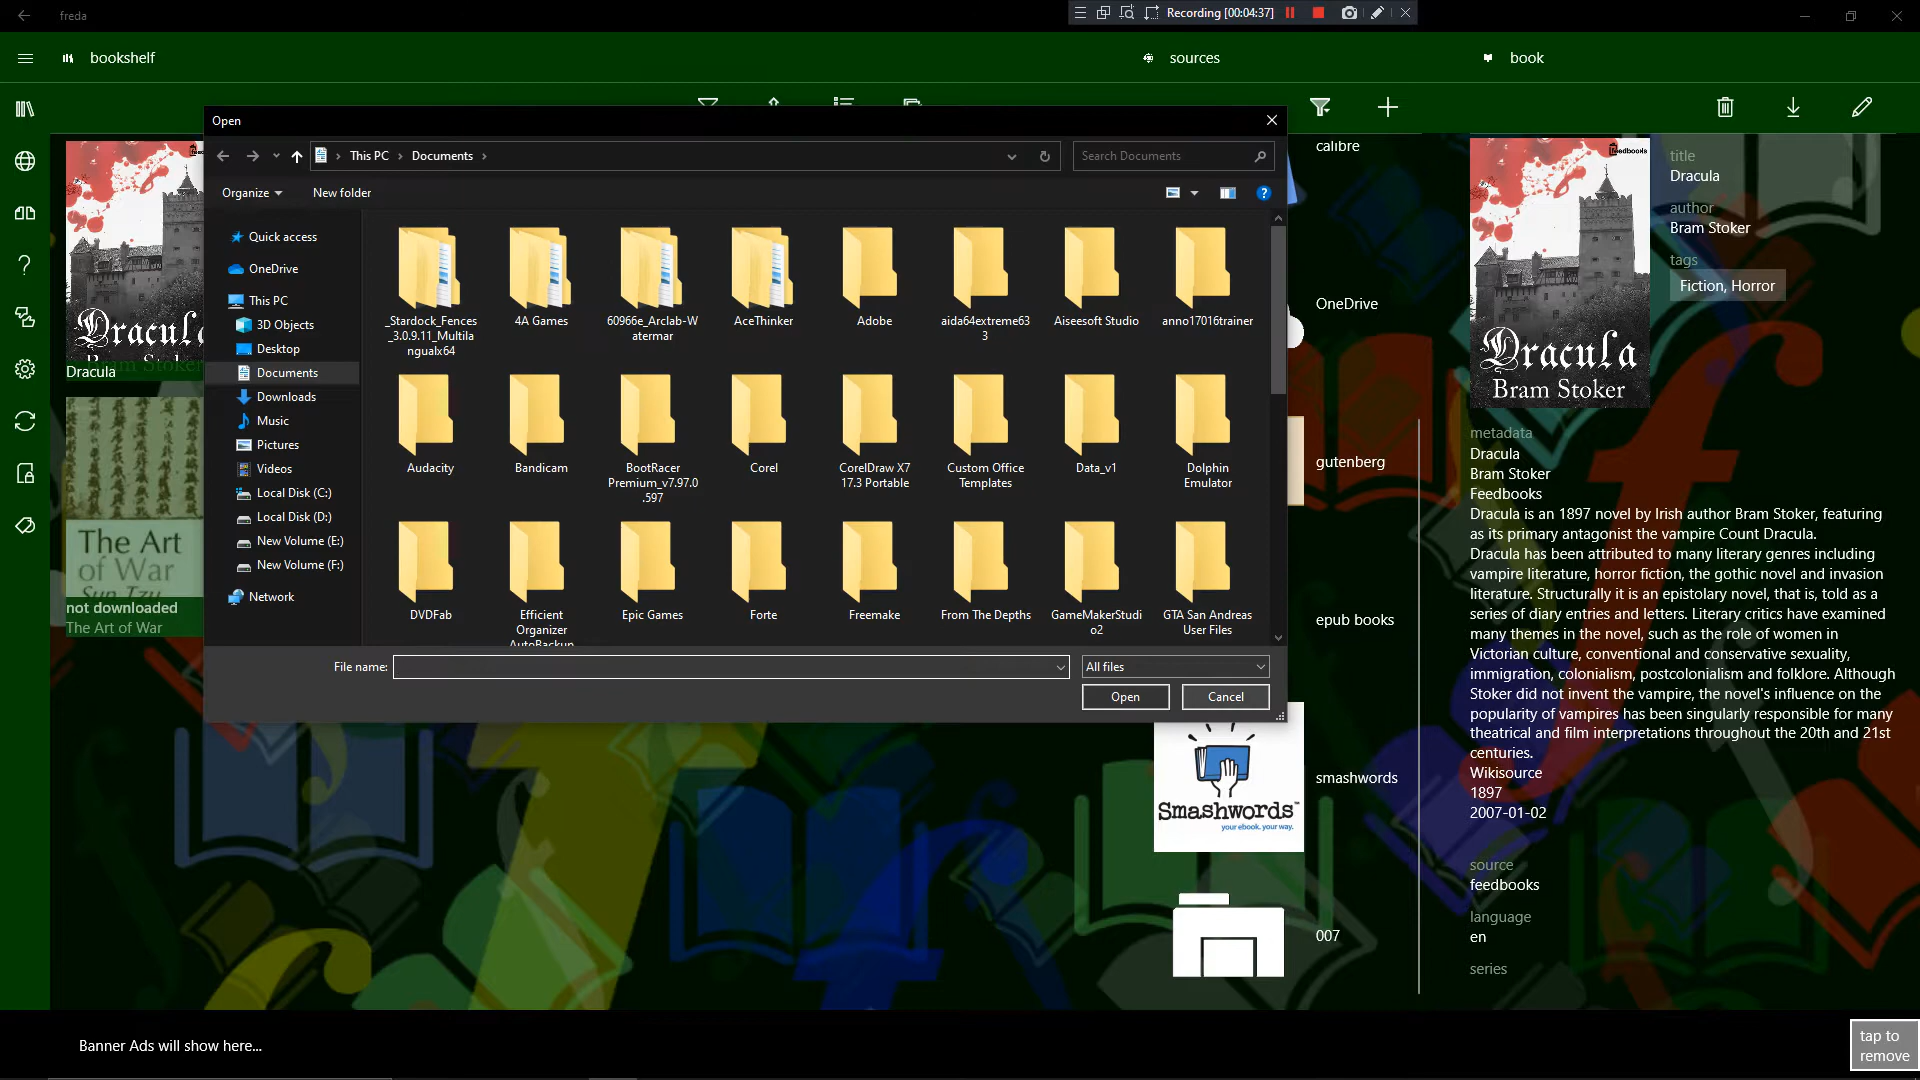 freda
Recording [00:04:37]
bookshelf
sources
book
Open
This PC
Documents
Search Documents
Organize
New folder
Quick access
OneDrive
This PC
3D Objects
Desktop
Documents
Downloads
Music
Pictures
Videos
Local Disk (C:)
Local Disk (D:)
New Volume (E:)
New Volume (F:)
Network
_Stardock_Fences
_3.0.9.11_Multila
ngualx64
4A Games
60966e_Arclab-W
atermar
AceThinker
Adobe
aida64extreme63
3
Aiseesoft Studio
anno17016trainer
Audacity
Bandicam
BootRacer
Premium_v7.97.0
.597
Corel
CorelDraw X7
17.3 Portable
Custom Office
Templates
Data_v1
Dolphin
Emulator
DVDFab
Efficient
Organizer
AutoBackup
Epic Games
Forte
Freemake
From The Depths
GameMakerStudi
o2
GTA San Andreas
User Files
File name:
All files
Open
Cancel
Dracula
Bram Stoker
Dracula
The Art
of War
Sun Tzu
not downloaded
The Art of War
calibre
OneDrive
gutenberg
epub books
Smashwords™
your ebook. your way.
smashwords
007
feedbooks
Dracula
Bram Stoker
title
Dracula
author
Bram Stoker
tags
Fiction, Horror
metadata
Dracula
Bram Stoker
Feedbooks
Dracula is an 1897 novel by Irish author Bram Stoker, featuring
as its primary antagonist the vampire Count Dracula.
Dracula has been attributed to many literary genres including
vampire literature, horror fiction, the gothic novel and invasion
literature. Structurally it is an epistolary novel, that is, told as a
series of diary entries and letters. Literary critics have examined
many themes in the novel, such as the role of women in
Victorian culture, conventional and conservative sexuality,
immigration, colonialism, postcolonialism and folklore. Although
Stoker did not invent the vampire, the novel's influence on the
popularity of vampires has been singularly responsible for many
theatrical and film interpretations throughout the 20th and 21st
centuries.
Wikisource
1897
2007-01-02
source
feedbooks
language
en
series
Banner Ads will show here...
tap to
remove